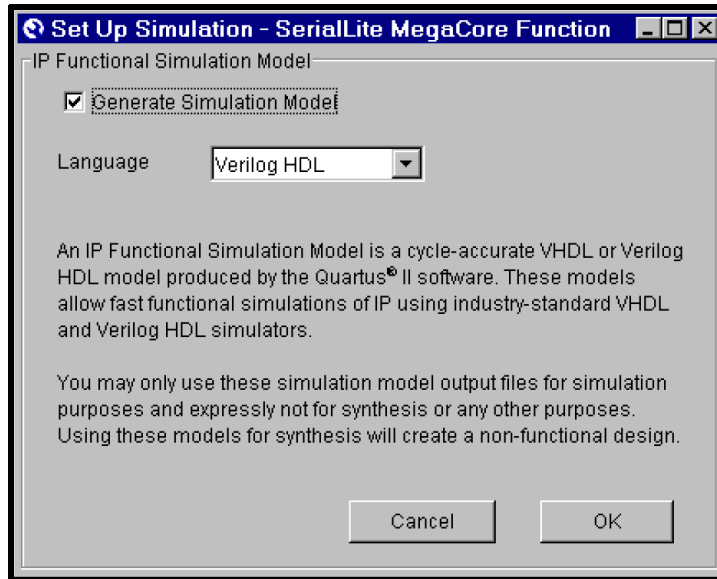 Set Up Simulation - SerialLite MegaCore Function
IP Functional Simulation Model
Generate Simulation Model
Language
Verilog HDL
An IP Functional Simulation Model is a cycle-accurate VHDL or Verilog
HDL model produced by the Quartus® II software. These models
allow fast functional simulations of IP using industry-standard VHDL
and Verilog HDL simulators.
You may only use these simulation model output files for simulation
purposes and expressly not for synthesis or any other purposes.
Using these models for synthesis will create a non-functional design.
Cancel
OK